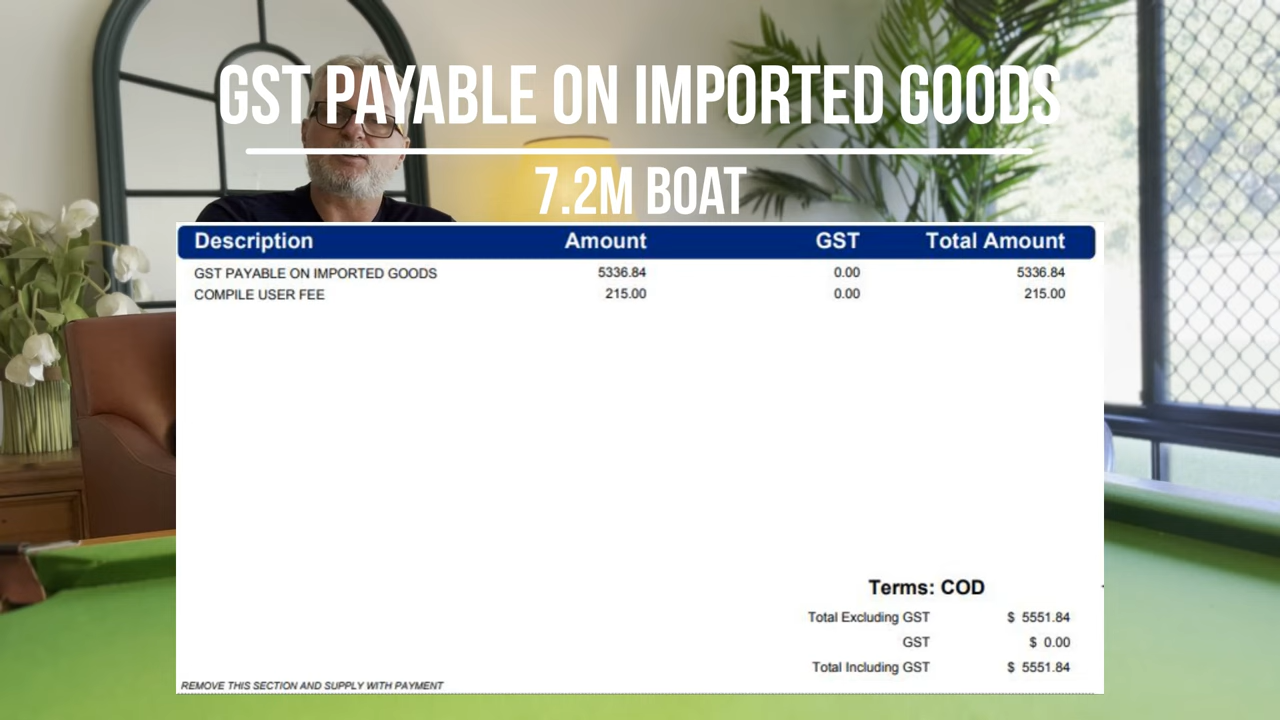 GST PAYABLE ON IMPORTED GOODS
7.2M BOAT
Description Amount GST Total Amount
GST PAYABLE ON IMPORTED GOODS 5336.84 0.00 5336.84
COMPILE USER FEE 215.00 0.00 215.00
Terms: COD
Total Excluding GST $ 5551.84
GST $ 0.00
Total Including GST $ 5551.84
REMOVE THIS SECTION AND SUPPLY WITH PAYMENT